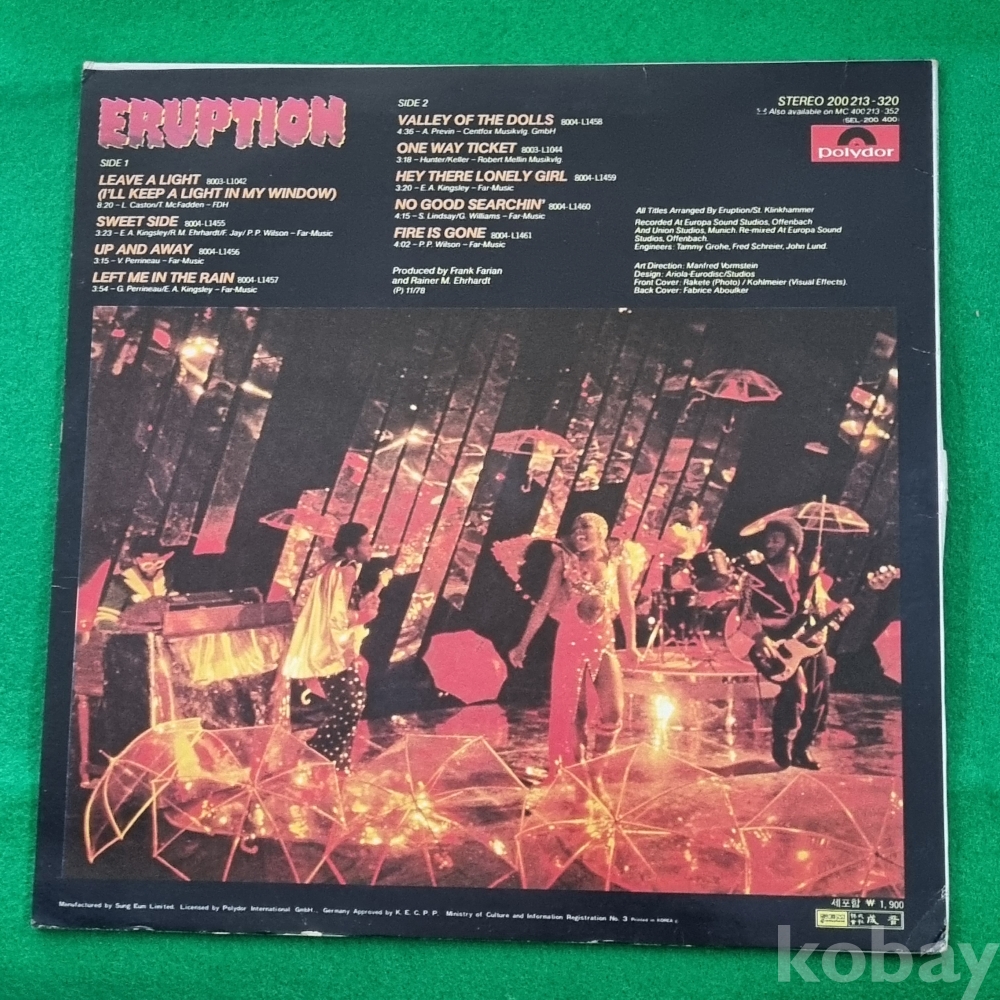 ERUPTION
SIDE 1
LEAVE A LIGHT 8003-L1042
(I'LL KEEP A LIGHT IN MY WINDOW)
8:20 – L. Caston/T. McFadden – FDH
SWEET SIDE 8004-L1455
3:23 – E.A. Kingsley/R.M. Ehrhardt/F. Jay/P.P. Wilson – Far-Music
UP AND AWAY 8004-L1456
3:15 – V. Perrineau – Far-Music
LEFT ME IN THE RAIN 8004-L1457
3:54 – G. Perrineau/E.A. Kingsley – Far-Music
SIDE 2
VALLEY OF THE DOLLS 8004-L1458
4:36 – A. Previn – Centfox Musikvlg. GmbH
ONE WAY TICKET 8003-L1044
3:18 – Hunter/Keller – Robert Mellin Musikvlg.
HEY THERE LONELY GIRL 8004-L1459
3:20 – E.A. Kingsley – Far-Music
NO GOOD SEARCHIN' 8004-L1460
4:15 – S. Lindsay/G. Williams – Far-Music
FIRE IS GONE 8004-L1461
4:02 – P.P. Wilson – Far-Music
Produced by Frank Farian
and Rainer M. Ehrhardt
(P) 11/78
STEREO 200 213-320
Also available on MC 400 213-352
(SEL-200 400)
polydor
All Titles Arranged By Eruption/St. Klinkhammer
Recorded At Europa Sound Studios, Offenbach
And Union Studios, Munich. Re-mixed At Europa Sound
Studios, Offenbach.
Engineers: Tammy Grohe, Fred Schreier, John Lund.
Art Direction: Manfred Vormstein
Design: Ariola-Eurodisc/Studios
Front Cover: Rakete (Photo) / Kohlmeier (Visual Effects).
Back Cover: Fabrice Aboulker
Manufactured by Sung Eum Limited. Licensed by Polydor International GmbH., Germany Approved by K. E. C. P. P. Ministry of Culture and Information Registration No. 3 Printed in KOREA
세포함 ₩ 1,900
株式會社 成音
kobay